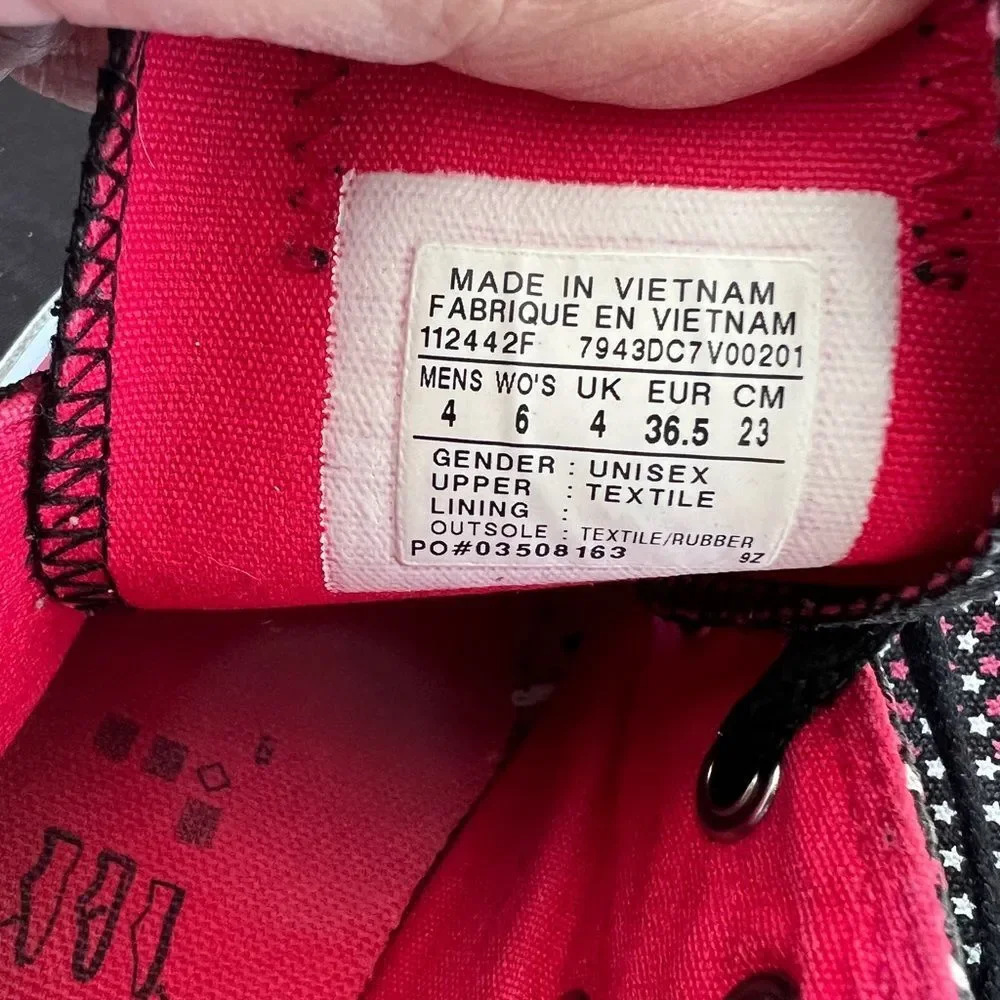 MADE IN VIETNAM
FABRIQUE EN VIETNAM
112442F 7943DC7V00201
MENS WO'S UK EUR CM
4 6 4 36.5 23
GENDER : UNISEX
UPPER : TEXTILE
LINING :
OUTSOLE : TEXTILE/RUBBER
PO#03508163 9Z